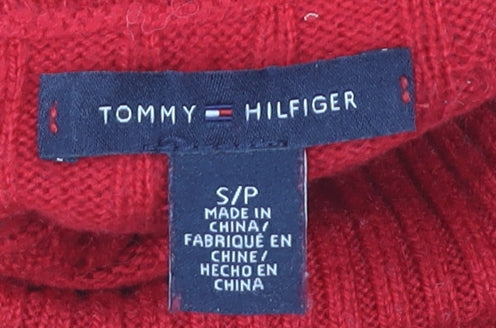 TOMMY HILFIGER
S/P
MADE IN
CHINA/
FABRIQUÉ EN
CHINE/
HECHO EN
CHINA